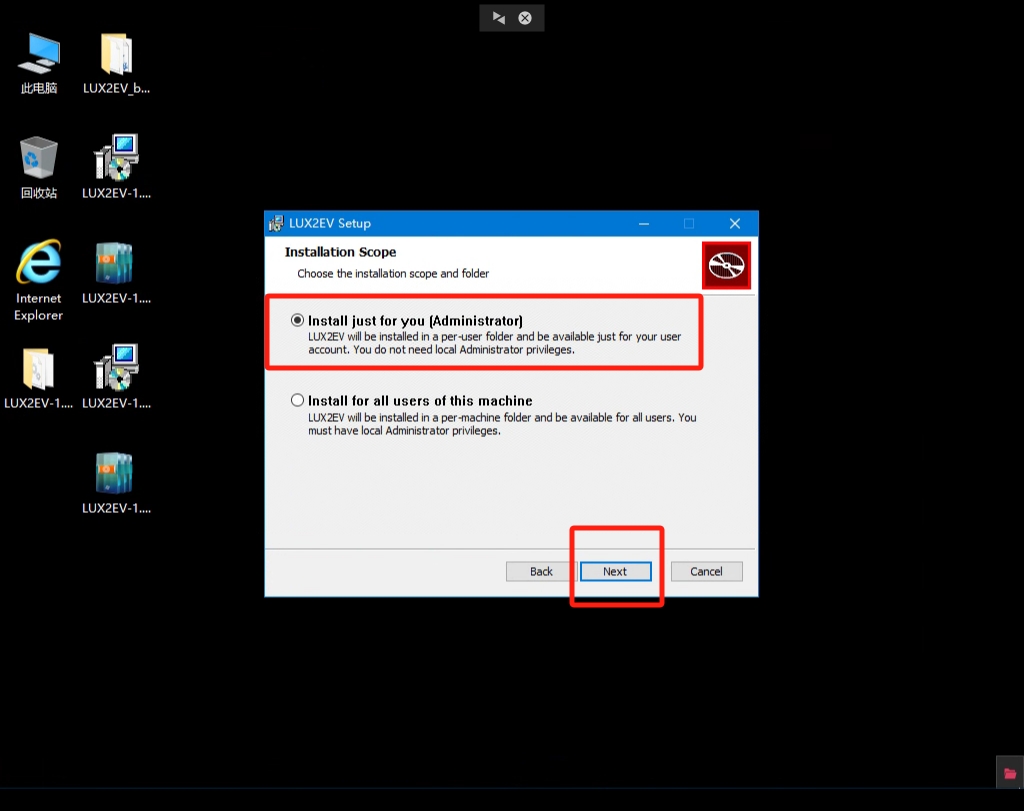 此电脑
LUX2EV_b...
回收站
LUX2EV-1....
Internet
Explorer
LUX2EV-1....
LUX2EV-1....
LUX2EV-1....
LUX2EV-1....
LUX2EV Setup
Installation Scope
Choose the installation scope and folder
Install just for you (Administrator)
LUX2EV will be installed in a per-user folder and be available just for your user
account. You do not need local Administrator privileges.
Install for all users of this machine
LUX2EV will be installed in a per-machine folder and be available for all users. You
must have local Administrator privileges.
Back
Next
Cancel